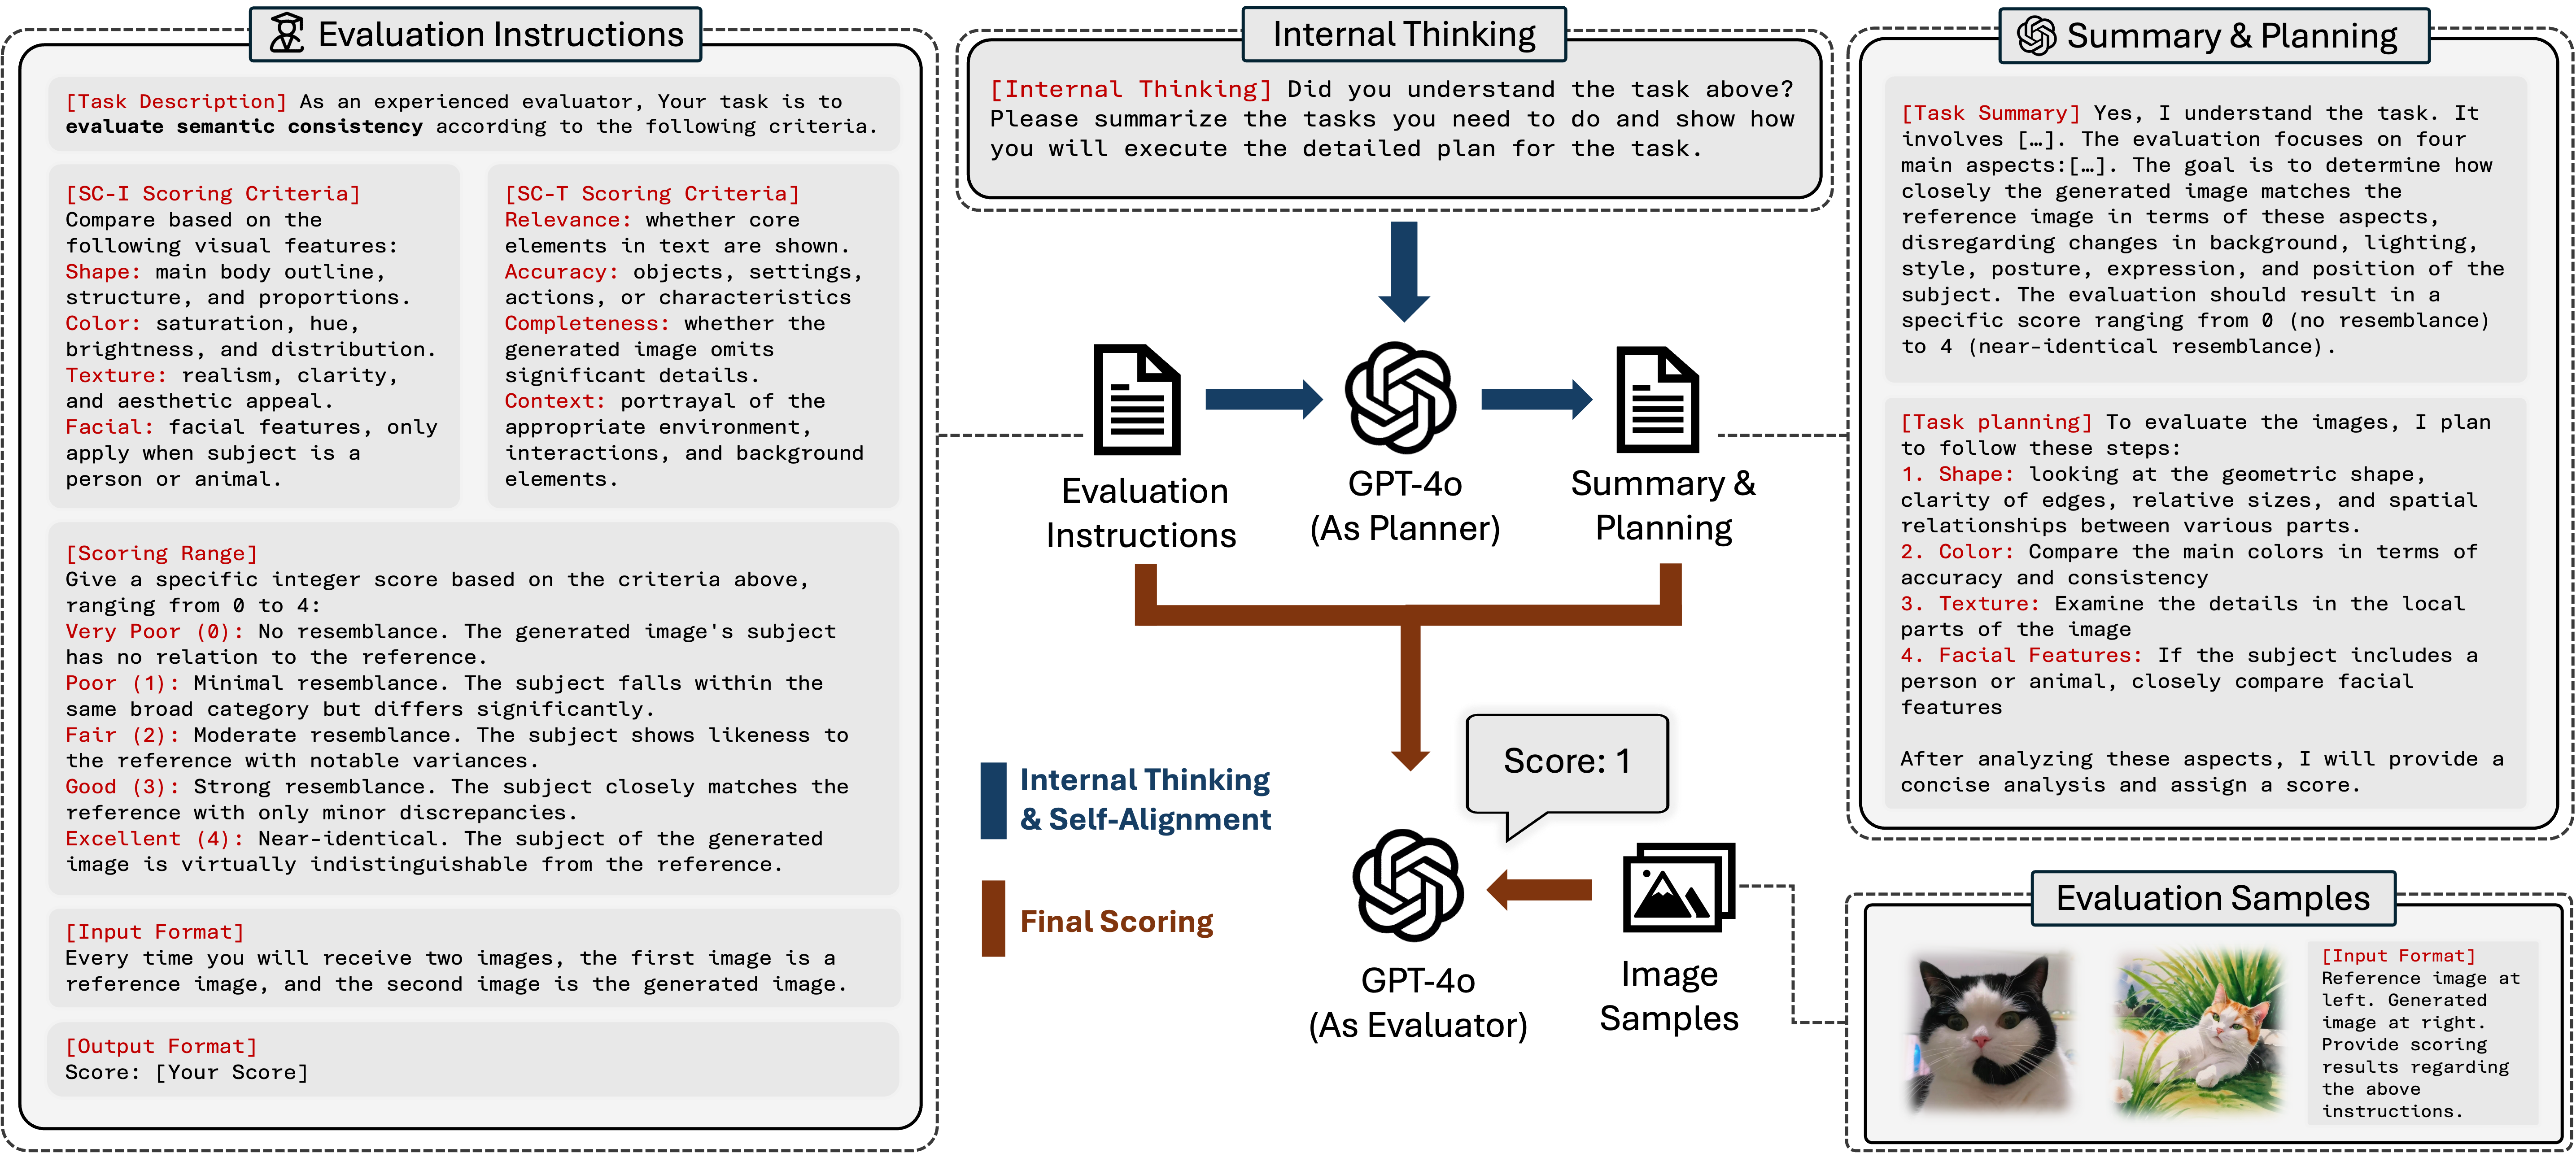 Evaluation Instructions
[Task Description] As an experienced evaluator, Your task is to
evaluate semantic consistency according to the following criteria.
[SC-I Scoring Criteria]
Compare based on the
following visual features:
Shape: main body outline,
structure, and proportions.
Color: saturation, hue,
brightness, and distribution.
Texture: realism, clarity,
and aesthetic appeal.
Facial: facial features, only
apply when subject is a
person or animal.
[SC-T Scoring Criteria]
Relevance: whether core
elements in text are shown.
Accuracy: objects, settings,
actions, or characteristics
Completeness: whether the
generated image omits
significant details.
Context: portrayal of the
appropriate environment,
interactions, and background
elements.
[Scoring Range]
Give a specific integer score based on the criteria above,
ranging from 0 to 4:
Very Poor (0): No resemblance. The generated image's subject
has no relation to the reference.
Poor (1): Minimal resemblance. The subject falls within the
same broad category but differs significantly.
Fair (2): Moderate resemblance. The subject shows likeness to
the reference with notable variances.
Good (3): Strong resemblance. The subject closely matches the
reference with only minor discrepancies.
Excellent (4): Near-identical. The subject of the generated
image is virtually indistinguishable from the reference.
[Input Format]
Every time you will receive two images, the first image is a
reference image, and the second image is the generated image.
[Output Format]
Score: [Your Score]
Internal Thinking
[Internal Thinking] Did you understand the task above?
Please summarize the tasks you need to do and show how
you will execute the detailed plan for the task.
Evaluation
Instructions
GPT-4o
(As Planner)
Summary &
Planning
Internal Thinking
& Self-Alignment
Final Scoring
Score: 1
GPT-4o
(As Evaluator)
Image
Samples
Summary & Planning
[Task Summary] Yes, I understand the task. It
involves […]. The evaluation focuses on four
main aspects:[…]. The goal is to determine how
closely the generated image matches the
reference image in terms of these aspects,
disregarding changes in background, lighting,
style, posture, expression, and position of the
subject. The evaluation should result in a
specific score ranging from 0 (no resemblance)
to 4 (near-identical resemblance).
[Task planning] To evaluate the images, I plan
to follow these steps:
1. Shape: looking at the geometric shape,
clarity of edges, relative sizes, and spatial
relationships between various parts.
2. Color: Compare the main colors in terms of
accuracy and consistency
3. Texture: Examine the details in the local
parts of the image
4. Facial Features: If the subject includes a
person or animal, closely compare facial
features
After analyzing these aspects, I will provide a
concise analysis and assign a score.
Evaluation Samples
[Input Format]
Reference image at
left. Generated
image at right.
Provide scoring
results regarding
the above
instructions.